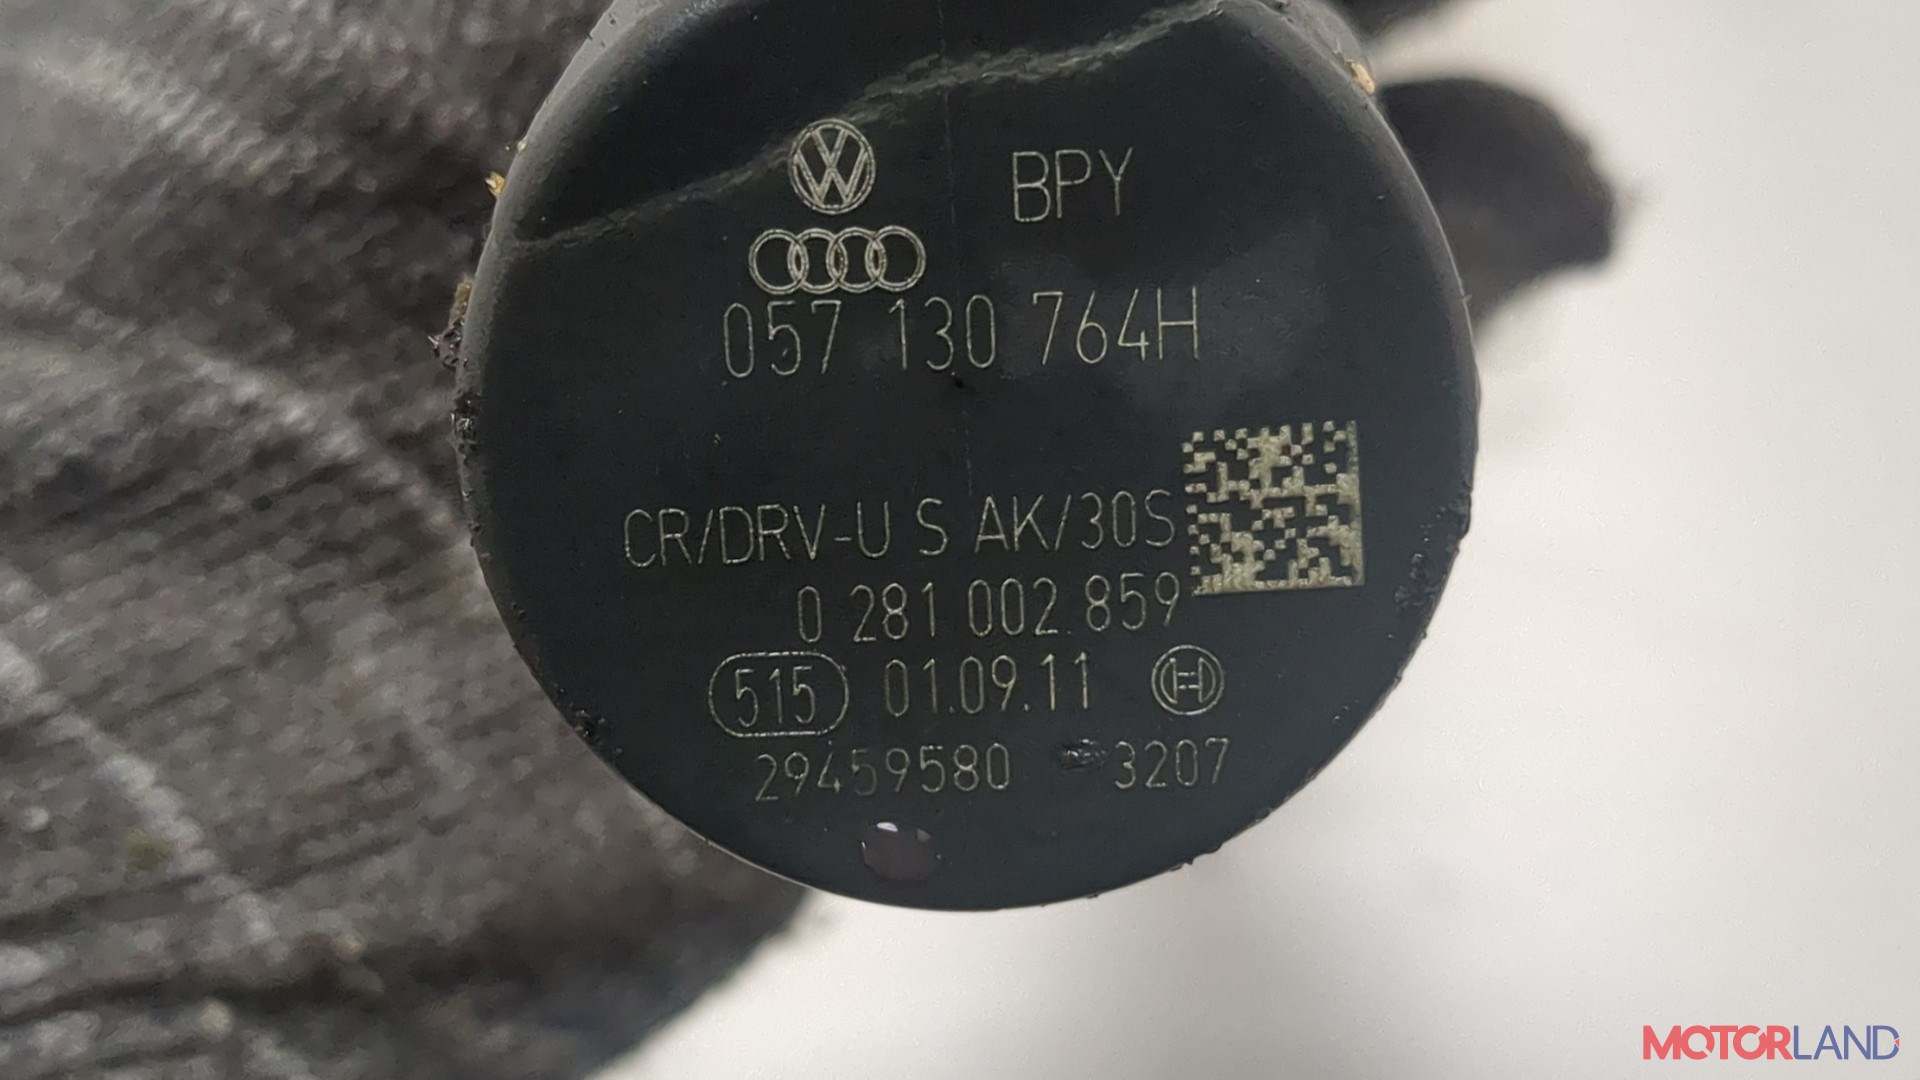 BPY
057 130 764H
CR/DRV-U S AK/30S
0 281 002 859
515 01.09.11
29459580 3207
MOTORLAND